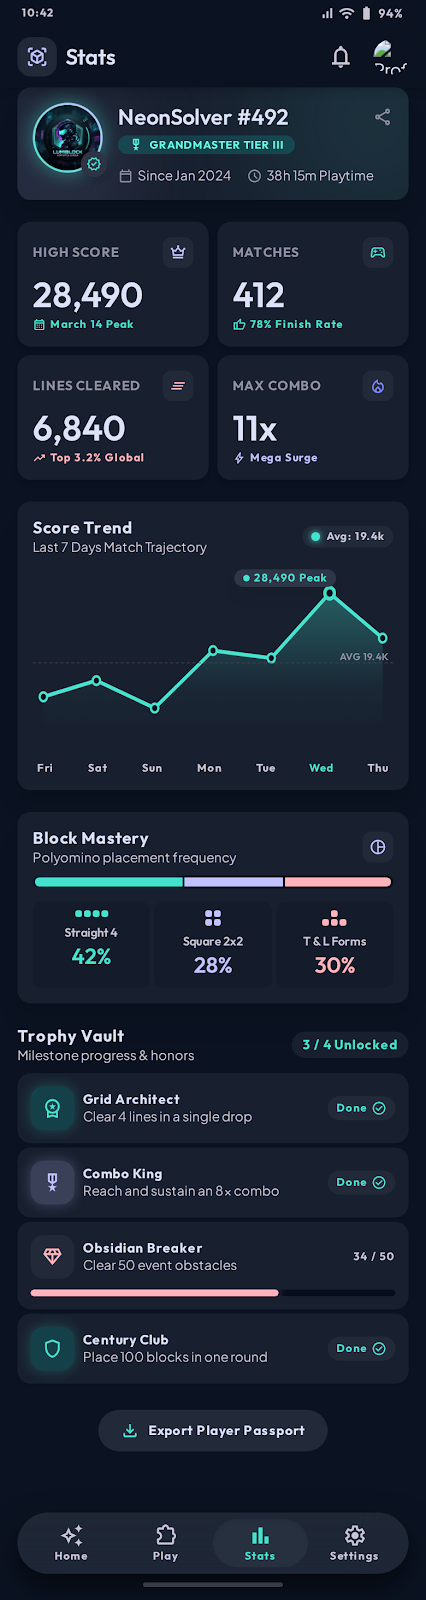 10:42
94%
Stats
NeonSolver #492
GRANDMASTER TIER III
Since Jan 2024 38h 15m Playtime
LUMIBLOCK
HIGH SCORE
28,490
March 14 Peak
MATCHES
412
78% Finish Rate
LINES CLEARED
6,840
Top 3.2% Global
MAX COMBO
11x
Mega Surge
Score Trend
Last 7 Days Match Trajectory
Avg: 19.4k
28,490 Peak
AVG 19.4K
Fri Sat Sun Mon Tue Wed Thu
Block Mastery
Polyomino placement frequency
Straight 4
42%
Square 2x2
28%
T & L Forms
30%
Trophy Vault
Milestone progress & honors
3 / 4 Unlocked
Grid Architect
Clear 4 lines in a single drop
Done
Combo King
Reach and sustain an 8x combo
Done
Obsidian Breaker
Clear 50 event obstacles
34 / 50
Century Club
Place 100 blocks in one round
Done
Export Player Passport
Home Play Stats Settings